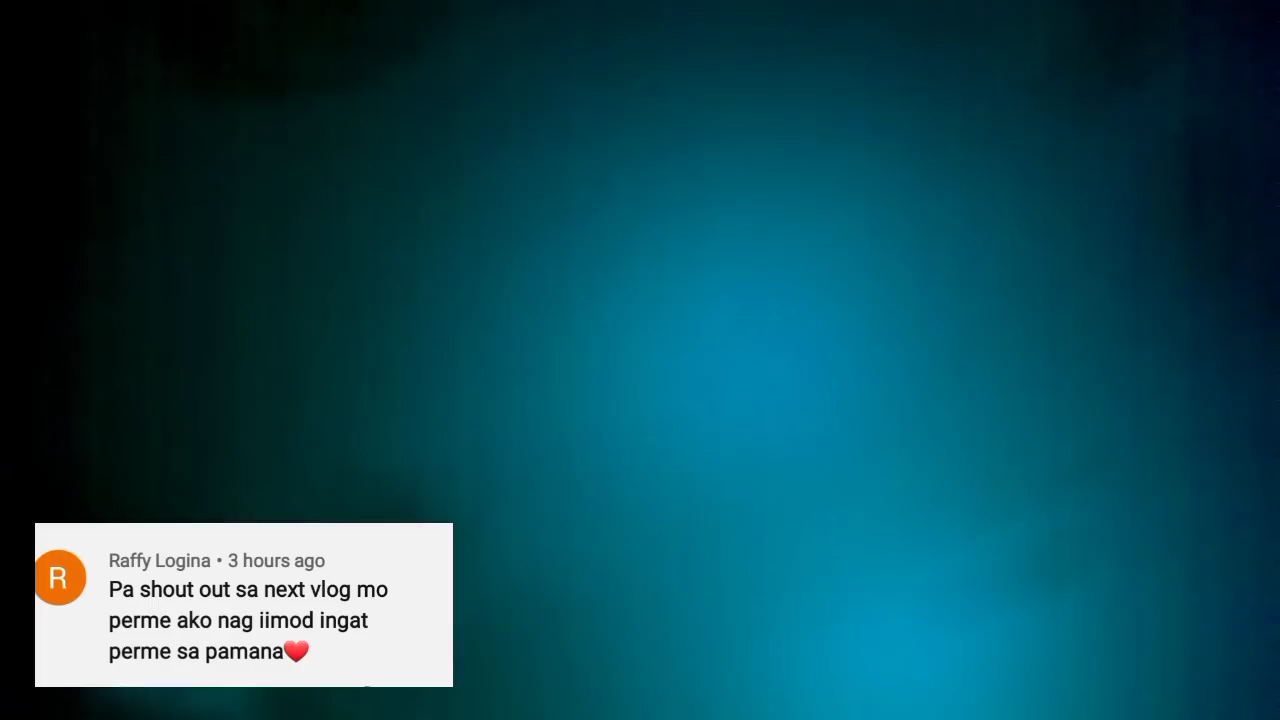 R
Raffy Logina • 3 hours ago
Pa shout out sa next vlog mo
perme ako nag iimod ingat
perme sa pamana❤️